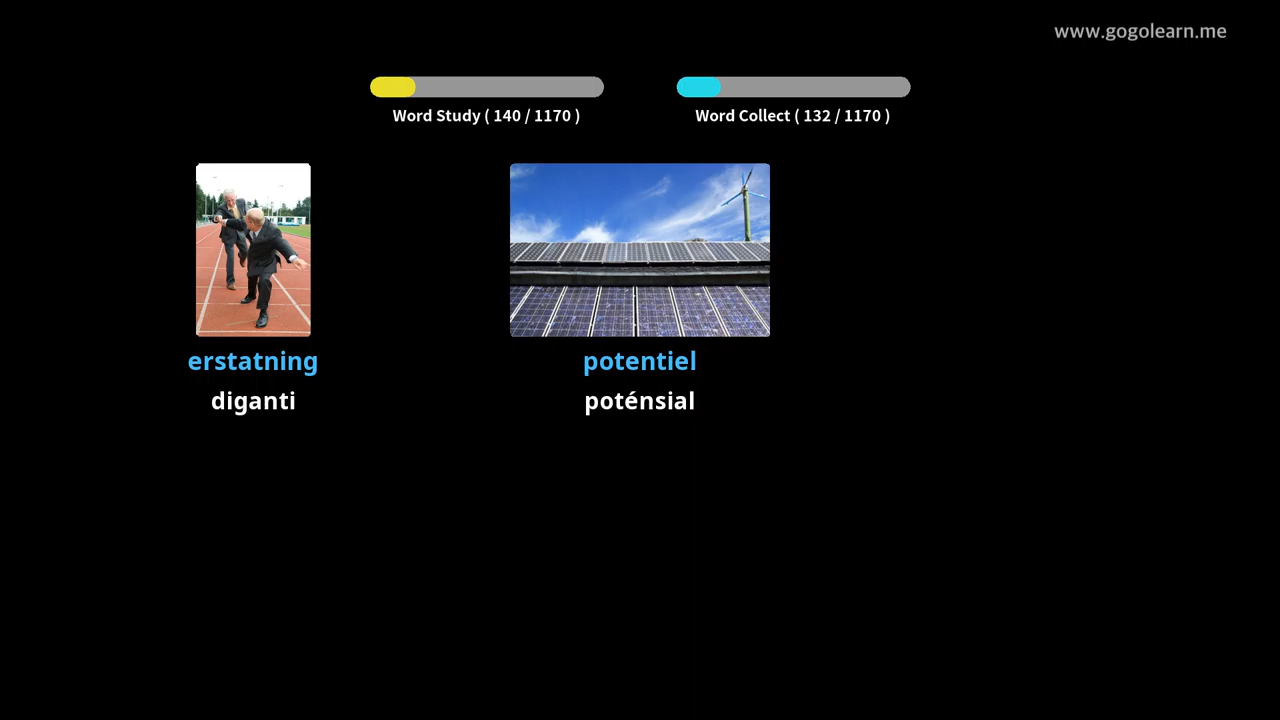 www.gogolearn.me
Word Study ( 140 / 1170 )
Word Collect ( 132 / 1170 )
erstatning
diganti
potentiel
poténsial